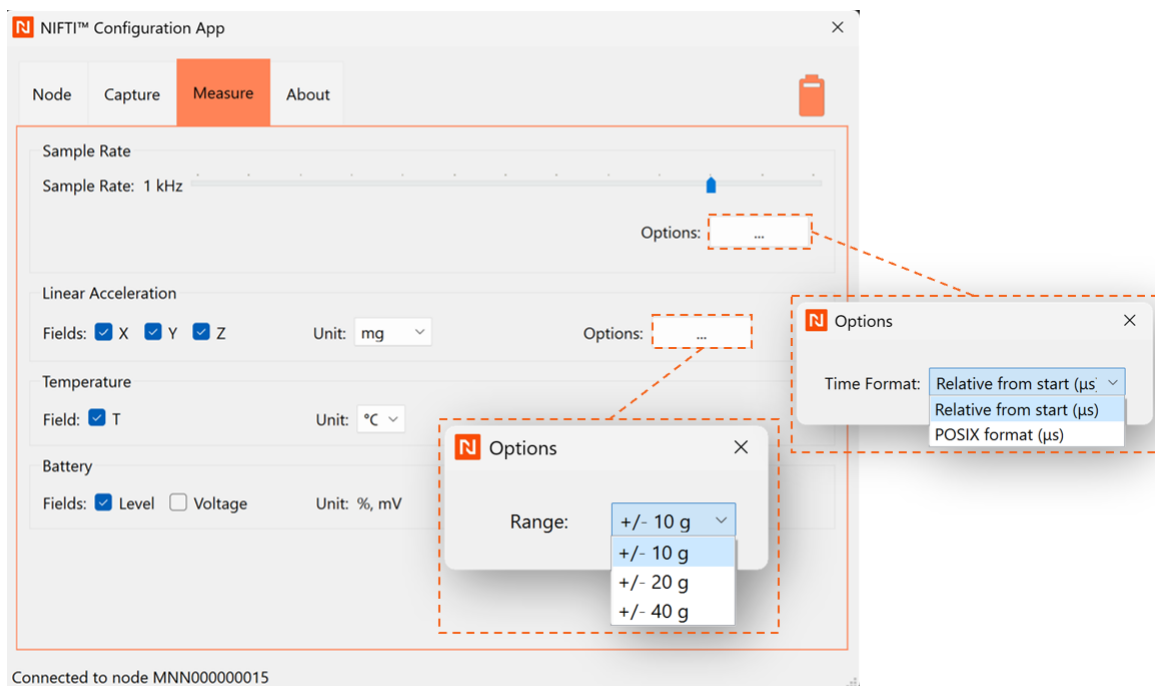 NIFTI™ Configuration App
Node Capture Measure About
Sample Rate
Sample Rate: 1 kHz
Options: ...
Linear Acceleration
Fields: X Y Z Unit: mg Options: ...
Temperature
Field: T Unit: °C
Battery
Fields: Level Voltage Unit: %, mV
Options
Range: +/- 10 g
+/- 10 g
+/- 20 g
+/- 40 g
Options
Time Format: Relative from start (µs
Relative from start (µs)
POSIX format (µs)
Connected to node MNN000000015